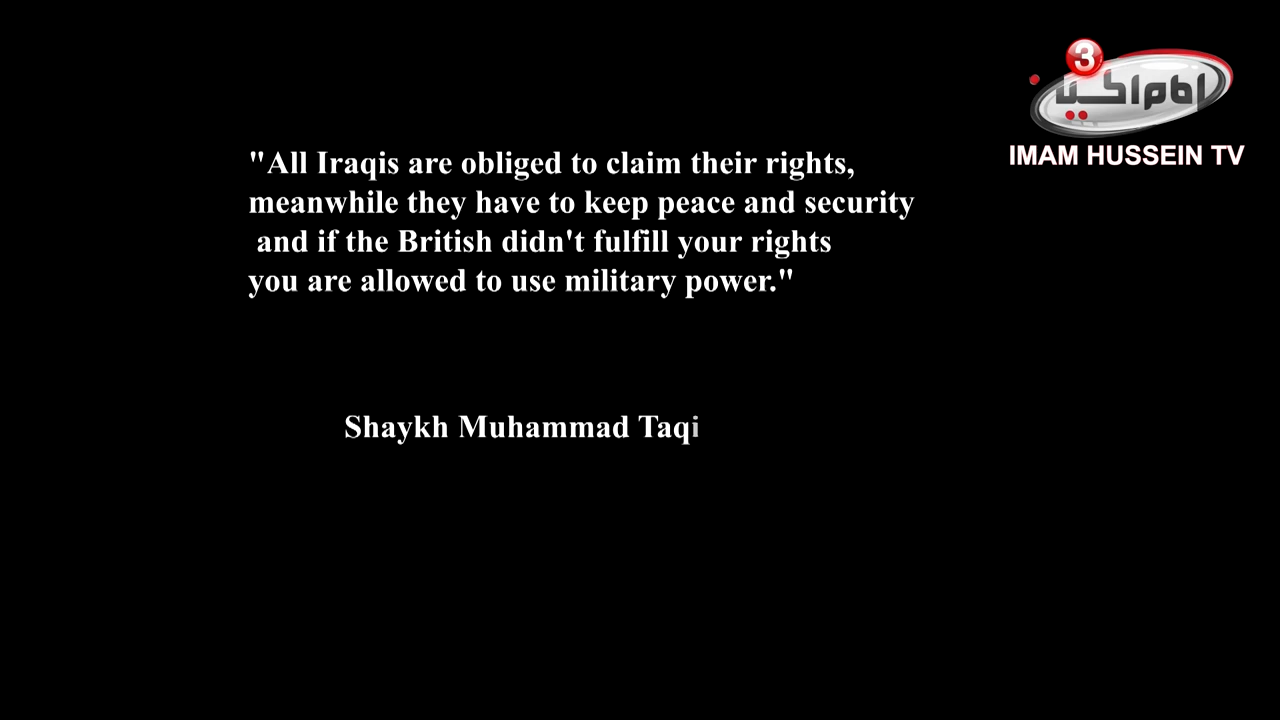 3
امام حسین
IMAM HUSSEIN TV
"All Iraqis are obliged to claim their rights,
meanwhile they have to keep peace and security
and if the British didn't fulfill your rights
you are allowed to use military power."
Shaykh Muhammad Taqi